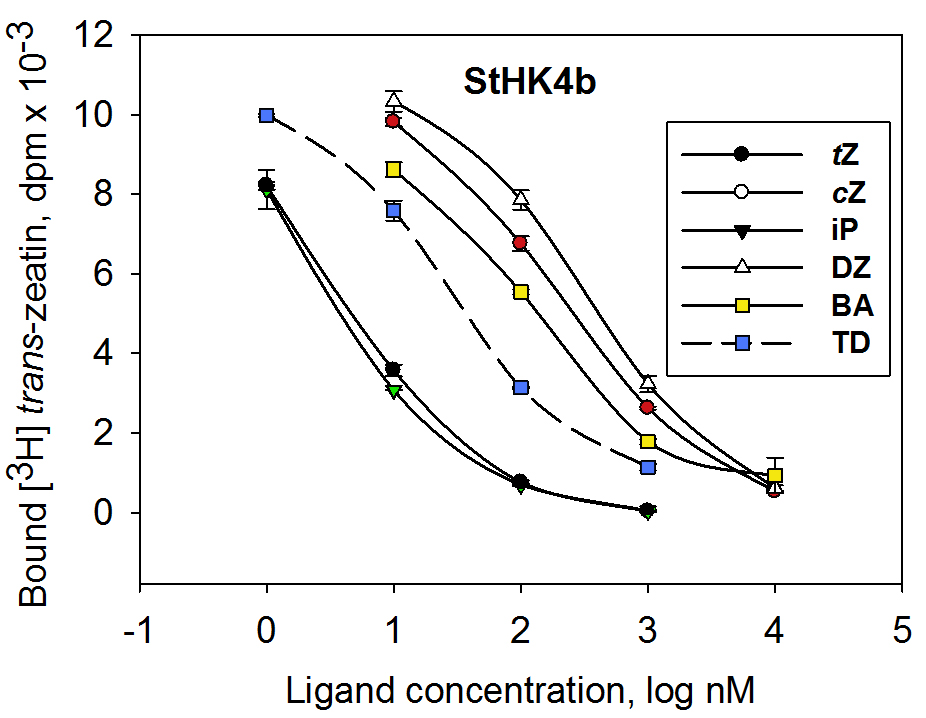 StHK4b
Bound [³H] trans-zeatin, dpm x 10⁻³
12
10
8
6
4
2
0
tZ
cZ
iP
DZ
BA
TD
-1 0 1 2 3 4 5
Ligand concentration, log nM